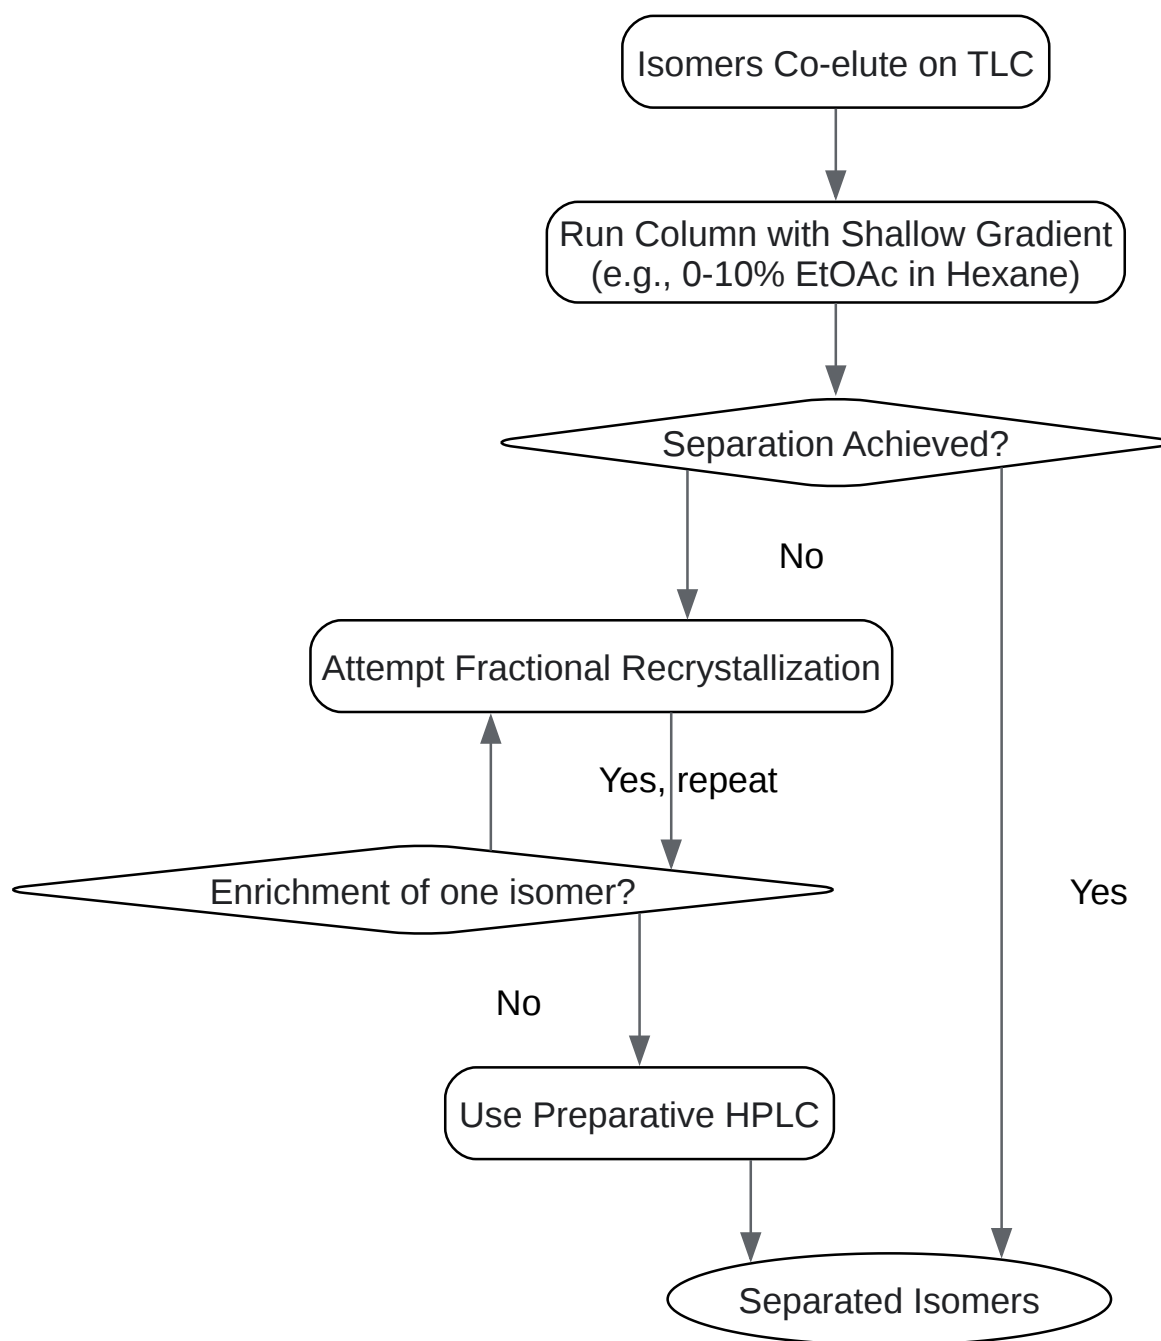 Isomers Co-elute on TLC
Run Column with Shallow Gradient
(e.g., 0-10% EtOAc in Hexane)
Separation Achieved?
No
Attempt Fractional Recrystallization
Yes, repeat
Enrichment of one isomer?
Yes
No
Use Preparative HPLC
Separated Isomers